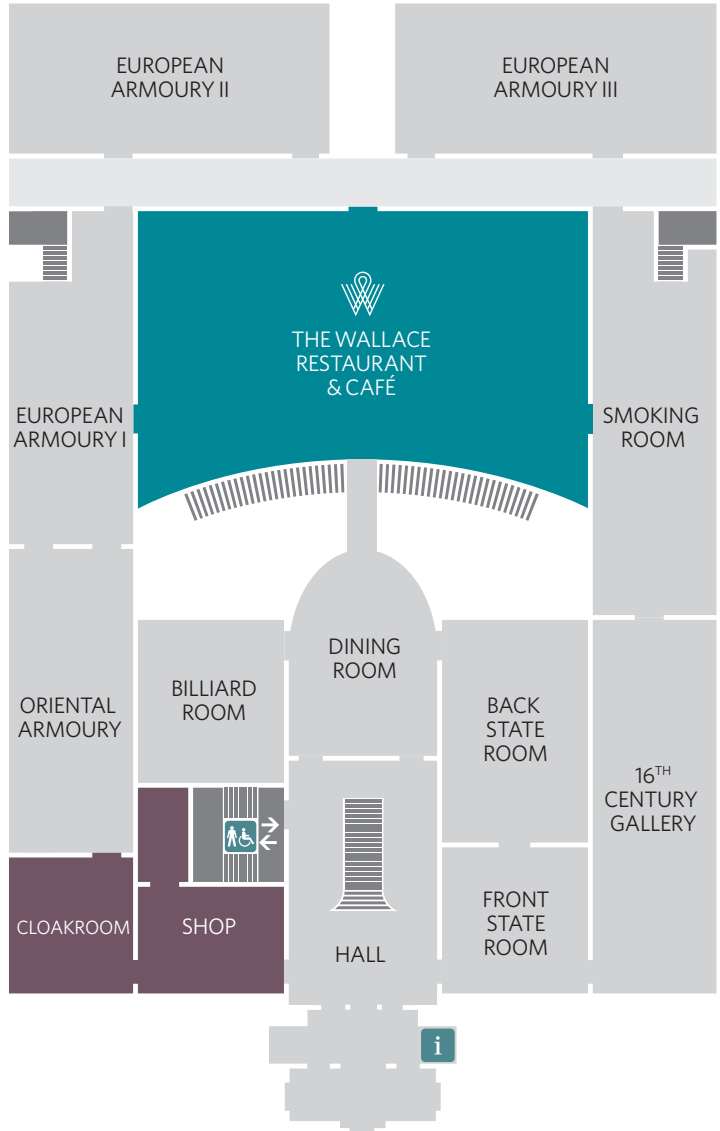 EUROPEAN
ARMOURY II
EUROPEAN
ARMOURY III
THE WALLACE
RESTAURANT
& CAFÉ
EUROPEAN
ARMOURY I
SMOKING
ROOM
DINING
ROOM
BILLIARD
ROOM
ORIENTAL
ARMOURY
BACK
STATE
ROOM
16TH
CENTURY
GALLERY
CLOAKROOM
SHOP
HALL
FRONT
STATE
ROOM
i